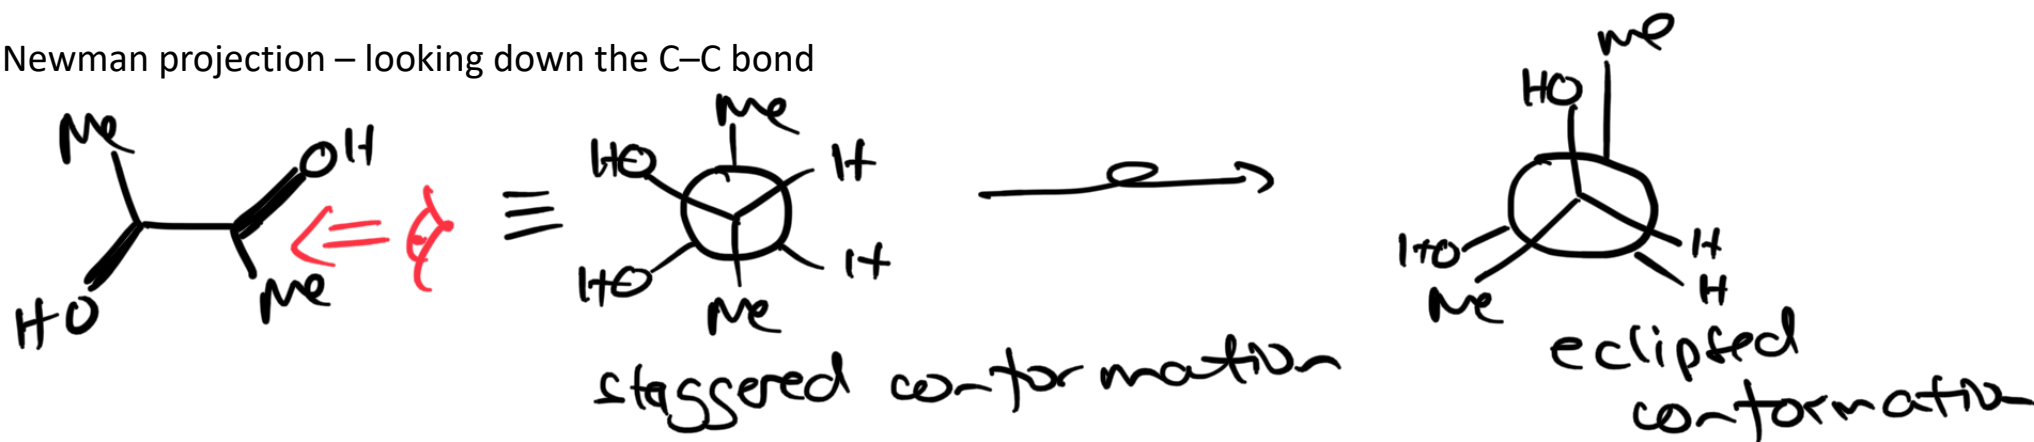 Newman projection – looking down the C–C bond
Me
OH
HO
Me
≡
Me
HO
H
HO
H
Me
staggered conformation
Me
HO
HO
H
Me
H
eclipsed
conformation